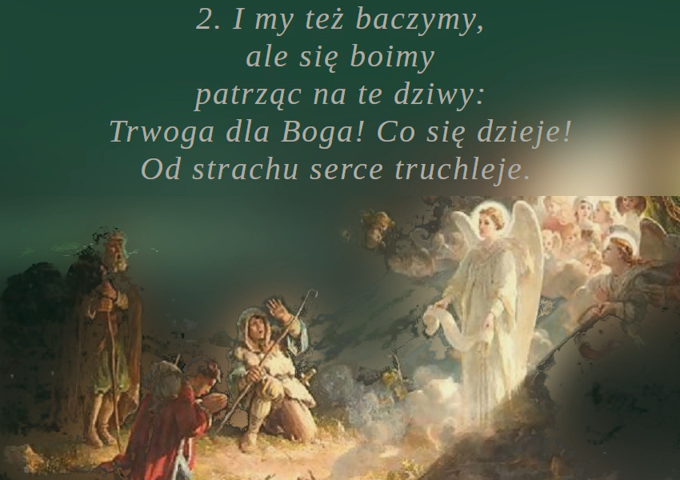 2. I my też baczymy,
ale się boimy
patrząc na te dziwy:
Trwoga dla Boga! Co się dzieje!
Od strachu serce truchleje.